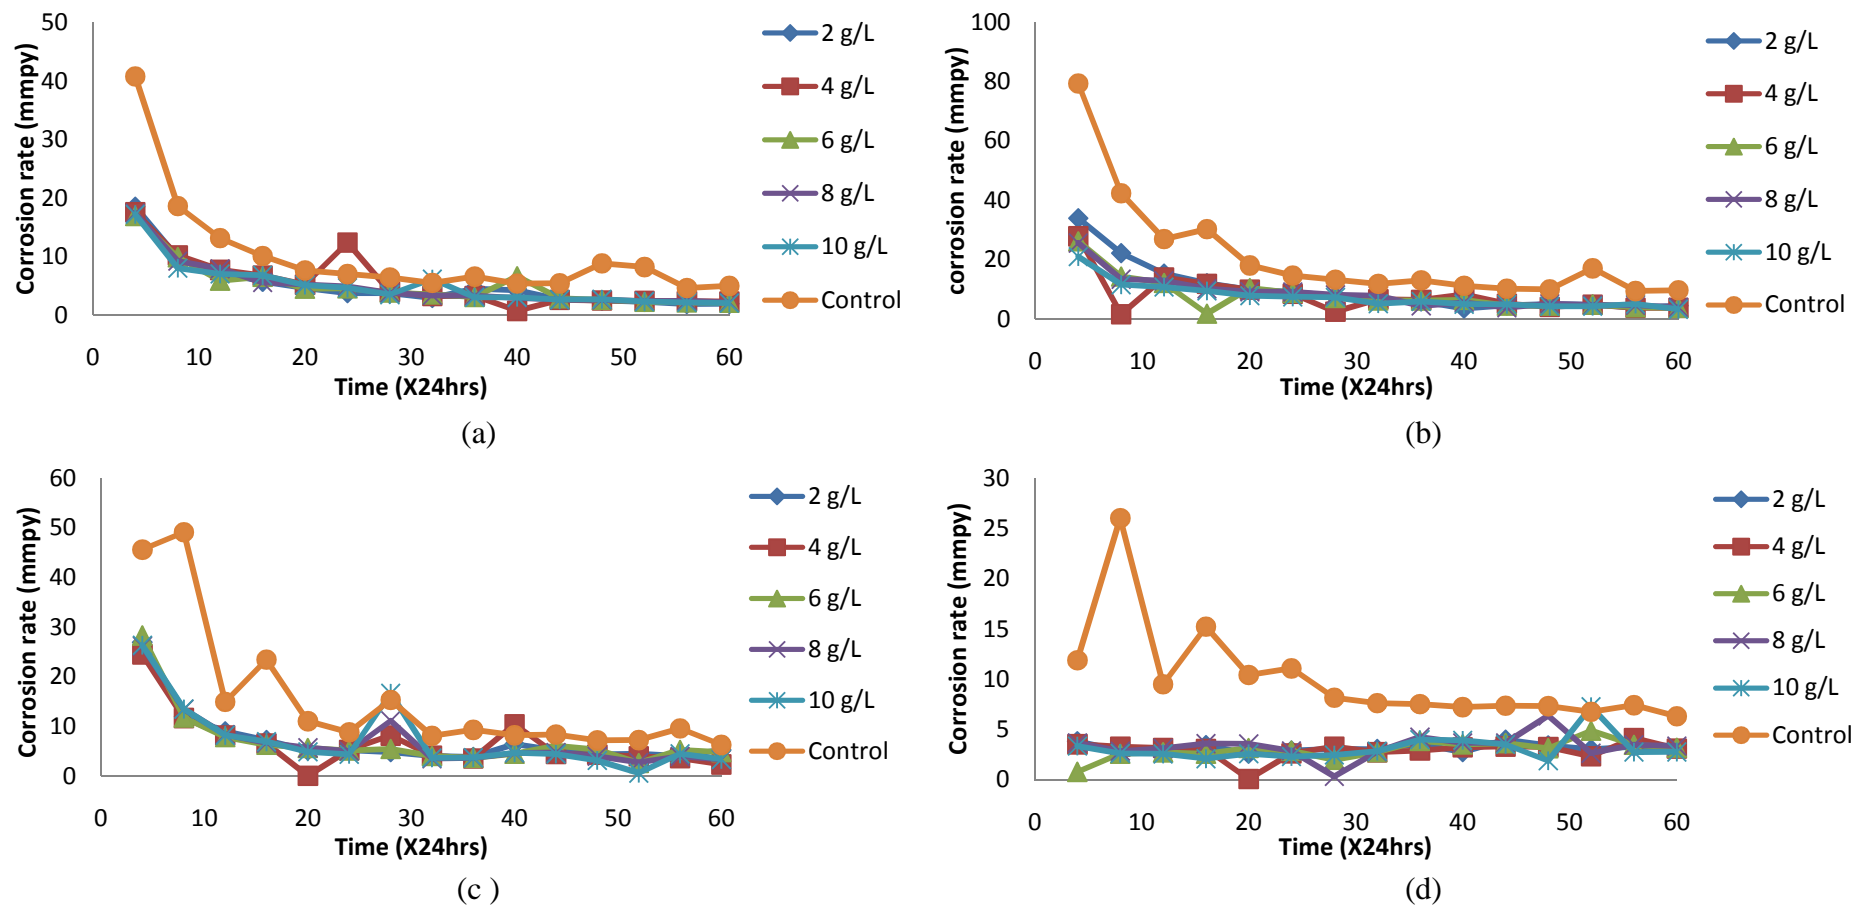 50
40
30
20
10
0
Corrosion rate (mmpy)
0 10 20 30 40 50 60
Time (X24hrs)
2 g/L
4 g/L
6 g/L
8 g/L
10 g/L
Control
(a)
100
80
60
40
20
0
corrosion rate (mmpy)
0 10 20 30 40 50 60
Time (X24hrs)
2 g/L
4 g/L
6 g/L
8 g/L
10 g/L
Control
(b)
60
50
40
30
20
10
0
Corrosion rate (mmpy)
0 10 20 30 40 50 60
Time (X24hrs)
2 g/L
4 g/L
6 g/L
8 g/L
10 g/L
Control
(c )
30
25
20
15
10
5
0
Corrosion rate (mmpy)
0 10 20 30 40 50 60
Time (X24hrs)
2 g/L
4 g/L
6 g/L
8 g/L
10 g/L
Control
(d)